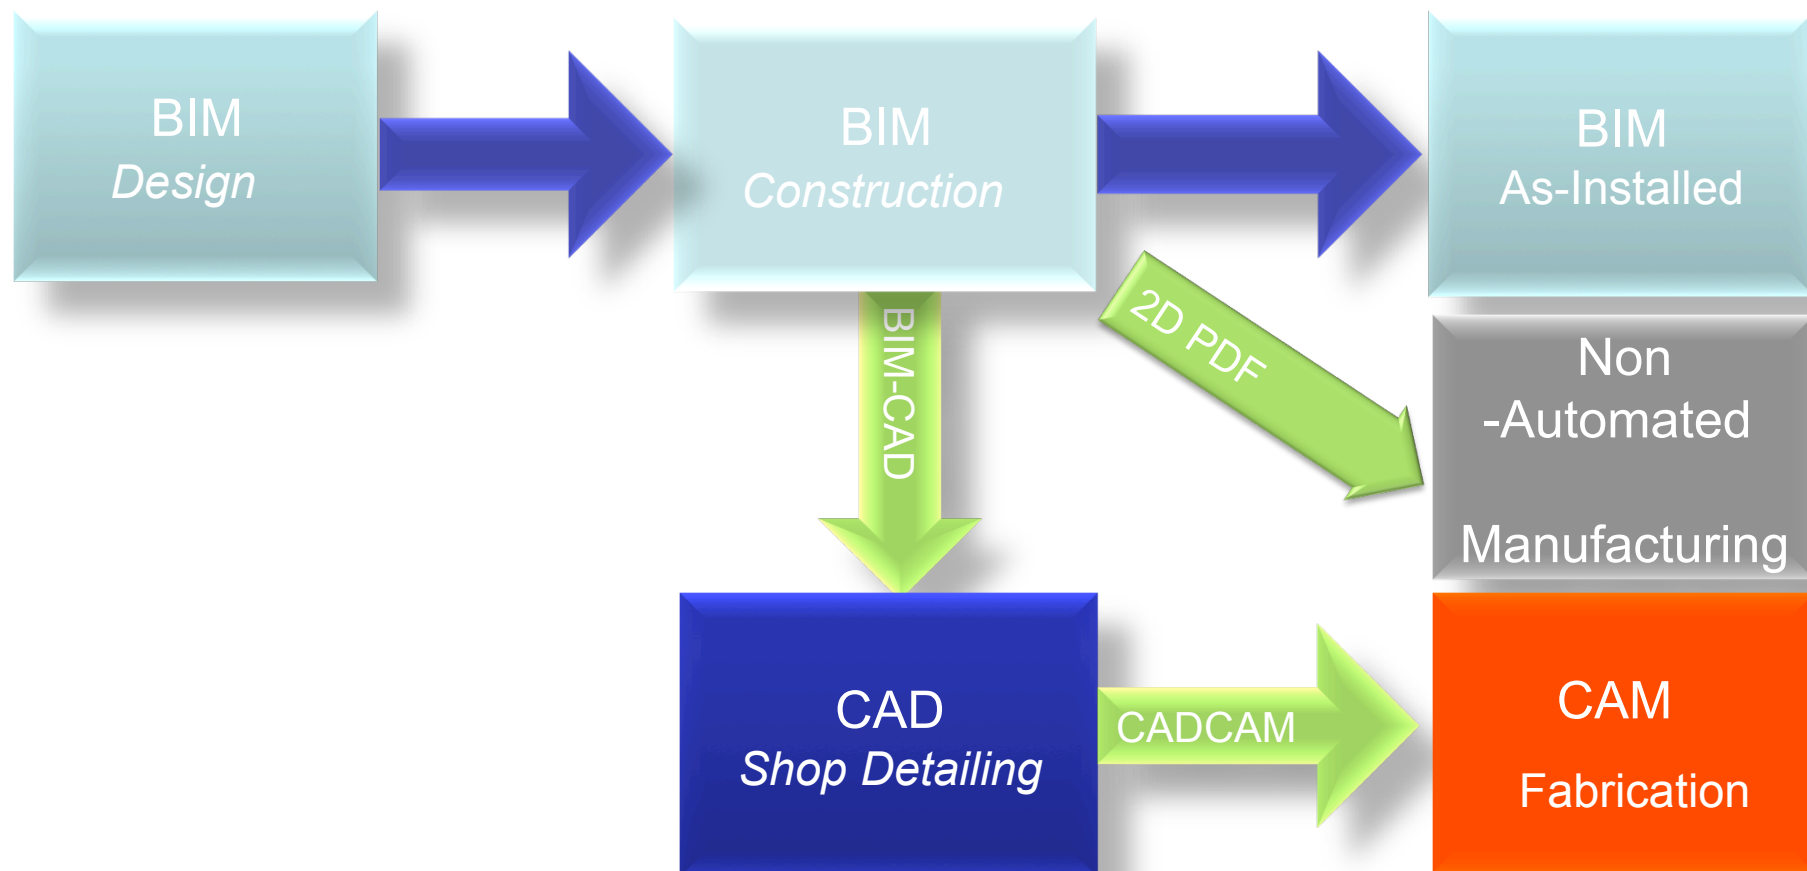 BIM
Design
BIM
Construction
BIM
As-Installed
2D PDF
BIM-CAD
Non
-Automated
Manufacturing
CAD
Shop Detailing
CADCAM
CAM
Fabrication